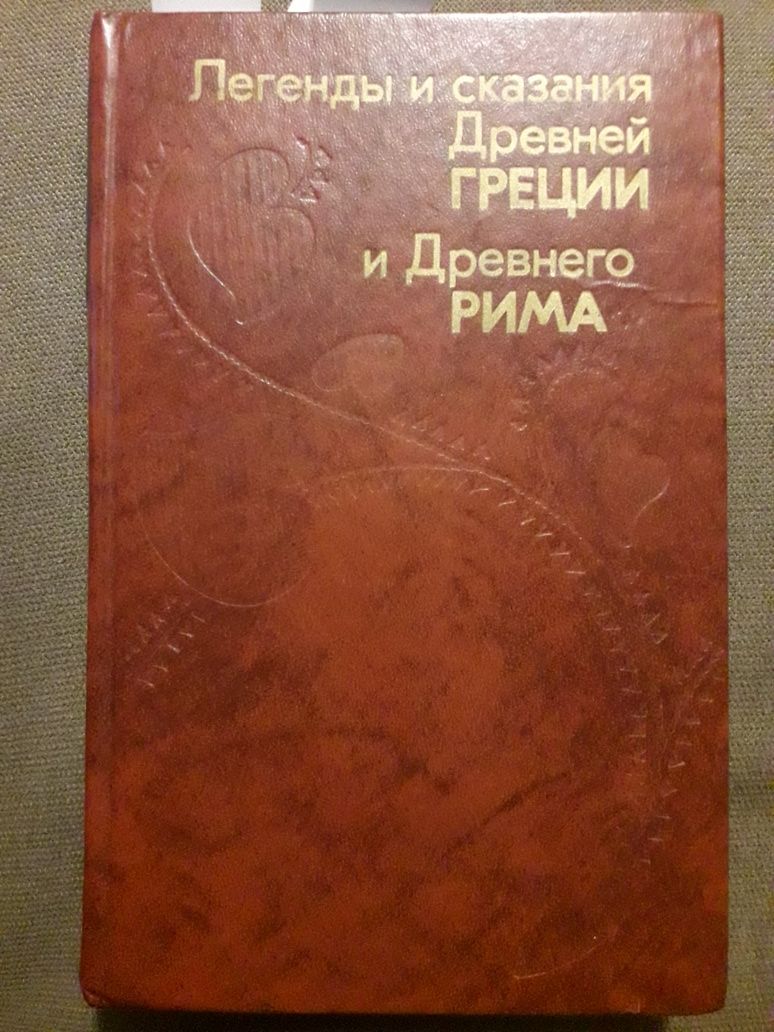 Легенды и сказания
Древней
ГРЕЦИИ
и Древнего
РИМА